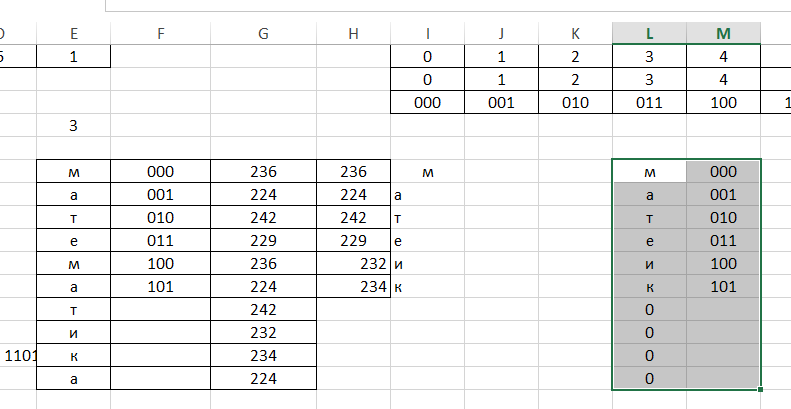 D E F G H I J K L M
5 1 0 1 2 3 4
0 1 2 3 4
000 001 010 011 100 1
3
м 000 236 236 м м 000
а 001 224 224 а а 001
т 010 242 242 т т 010
е 011 229 229 е е 011
м 100 236 232 и и 100
а 101 224 234 к к 101
т 242 0
и 232 0
1101 к 234 0
а 224 0